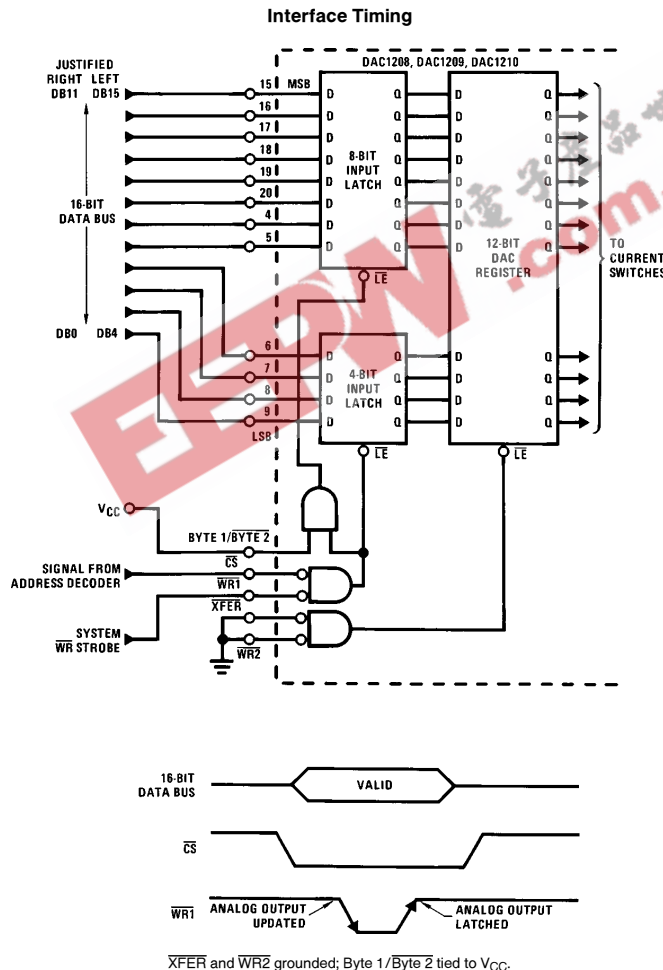 Interface Timing
DAC1208, DAC1209, DAC1210
JUSTIFIED
RIGHT LEFT
DB11 DB15
16-BIT
DATA BUS
DB0 DB4
15 MSB
16
17
18
19
20
4
5
6
7
8
9
LSB
D Q D Q
D Q D Q
D Q D Q
D Q D Q
D Q D Q
D Q D Q
D Q D Q
D Q D Q
8-BIT
INPUT
LATCH
LE
12-BIT
DAC
REGISTER
TO
CURRENT
SWITCHES
D Q D Q
D Q D Q
D Q D Q
D Q D Q
4-BIT
INPUT
LATCH
LE
LE
EEPW
.com.
VCC
BYTE 1/BYTE 2
CS
SIGNAL FROM
ADDRESS DECODER
WR1
XFER
SYSTEM
WR STROBE
WR2
16-BIT
DATA BUS
VALID
CS
WR1
ANALOG OUTPUT
UPDATED
ANALOG OUTPUT
LATCHED
XFER and WR2 grounded; Byte 1/Byte 2 tied to VCC.